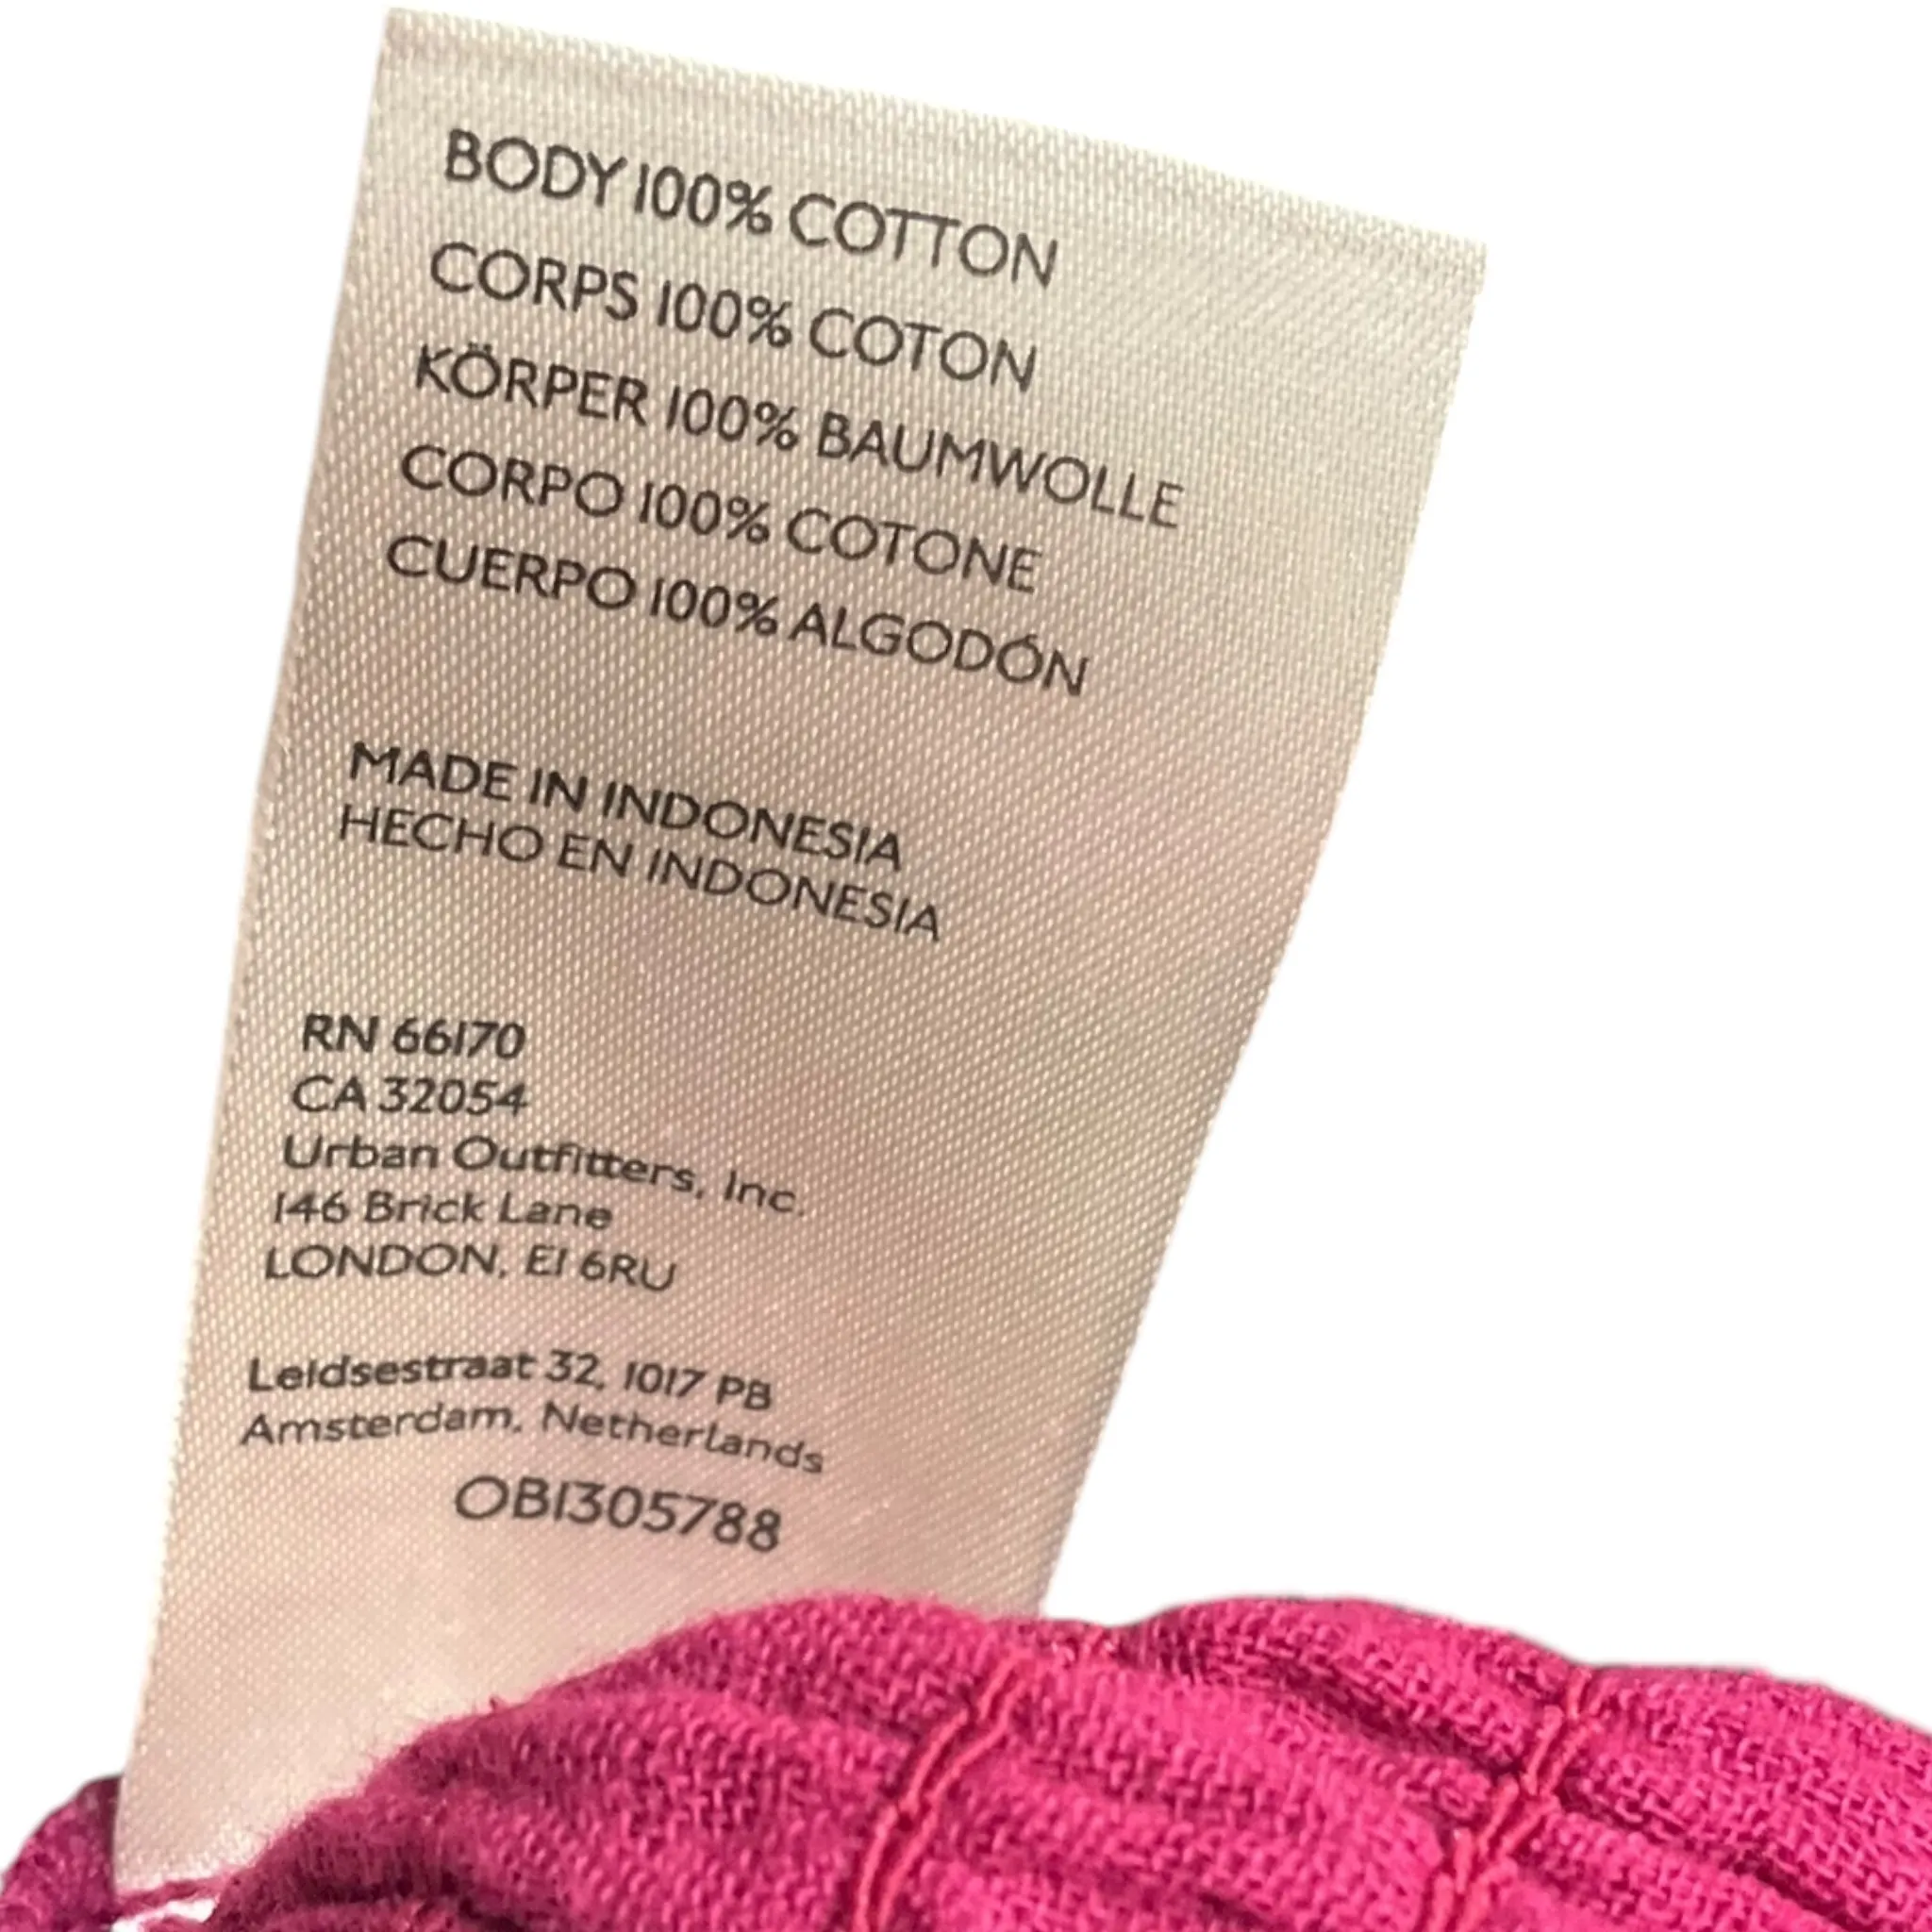 BODY 100% COTTON
CORPS 100% COTON
KÖRPER 100% BAUMWOLLE
CORPO 100% COTONE
CUERPO 100% ALGODÓN
MADE IN INDONESIA
HECHO EN INDONESIA
RN 66170
CA 32054
Urban Outfitters, Inc.
146 Brick Lane
LONDON, E1 6RU
Leidsestraat 32, 1017 PB
Amsterdam, Netherlands
OB1305788